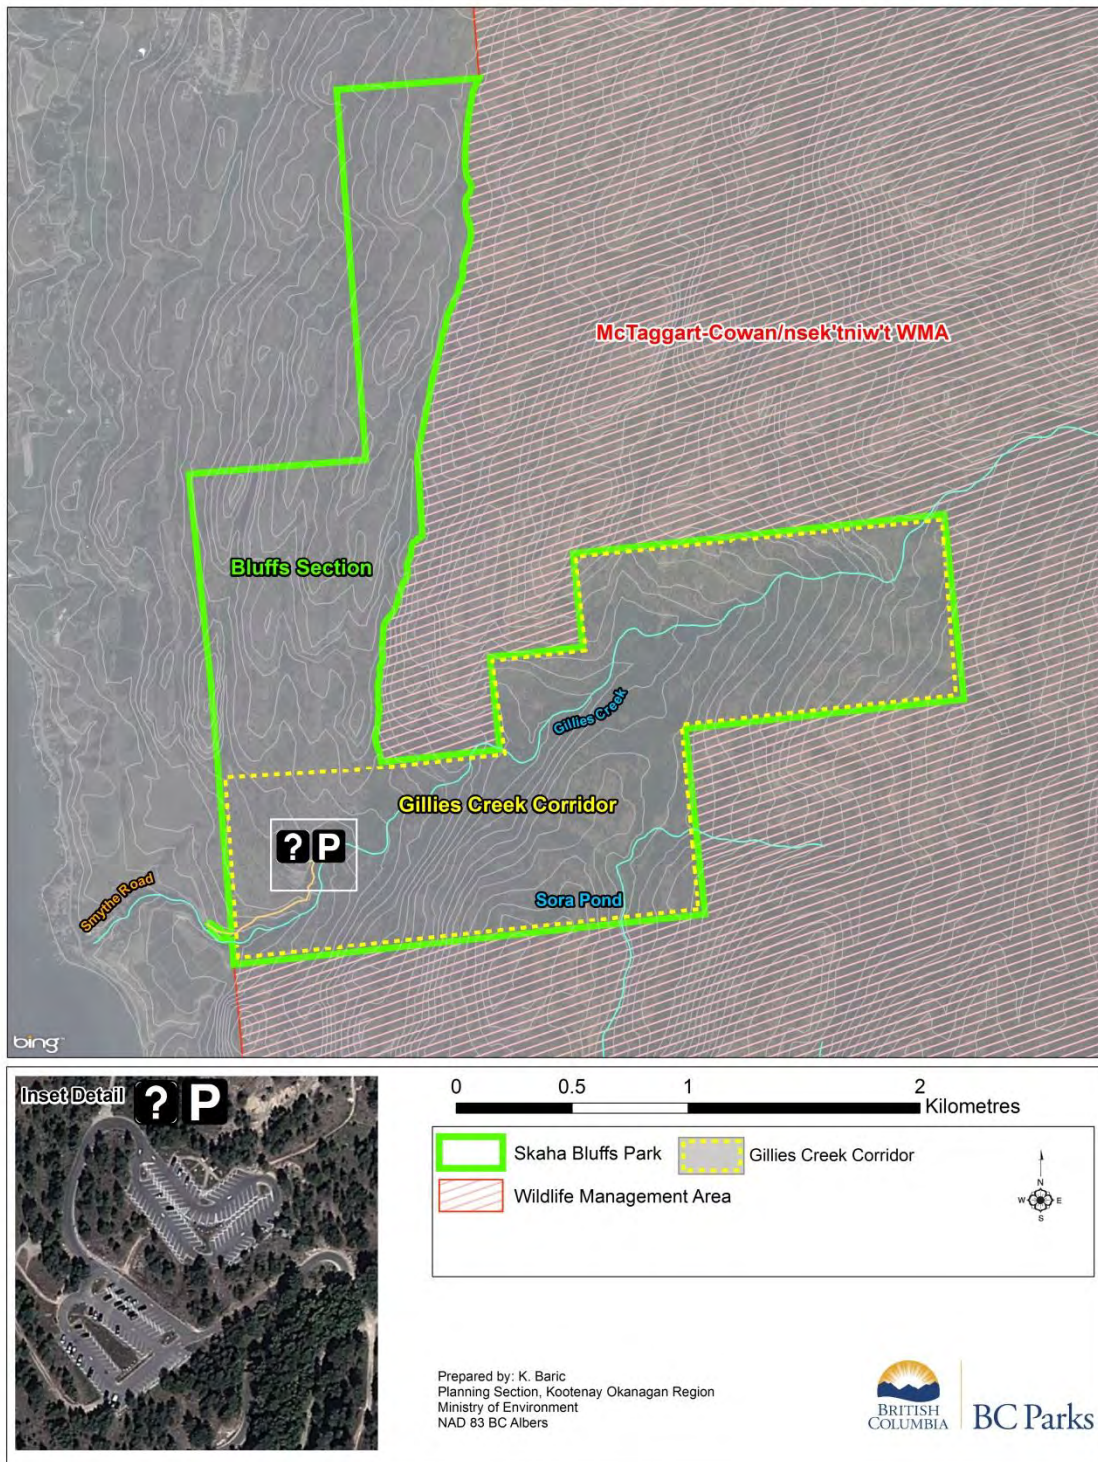 McTaggart-Cowan/nsek'tniw't WMA
Bluffs Section
Gillies Creek
Gillies Creek Corridor
? P
Smythe Road
Sora Pond
bing
Inset Detail ? P
0 0.5 1 2
Kilometres
Skaha Bluffs Park
Gillies Creek Corridor
Wildlife Management Area
N
W E
S
Prepared by: K. Baric
Planning Section, Kootenay Okanagan Region
Ministry of Environment
NAD 83 BC Albers
BRITISH
COLUMBIA
BC Parks